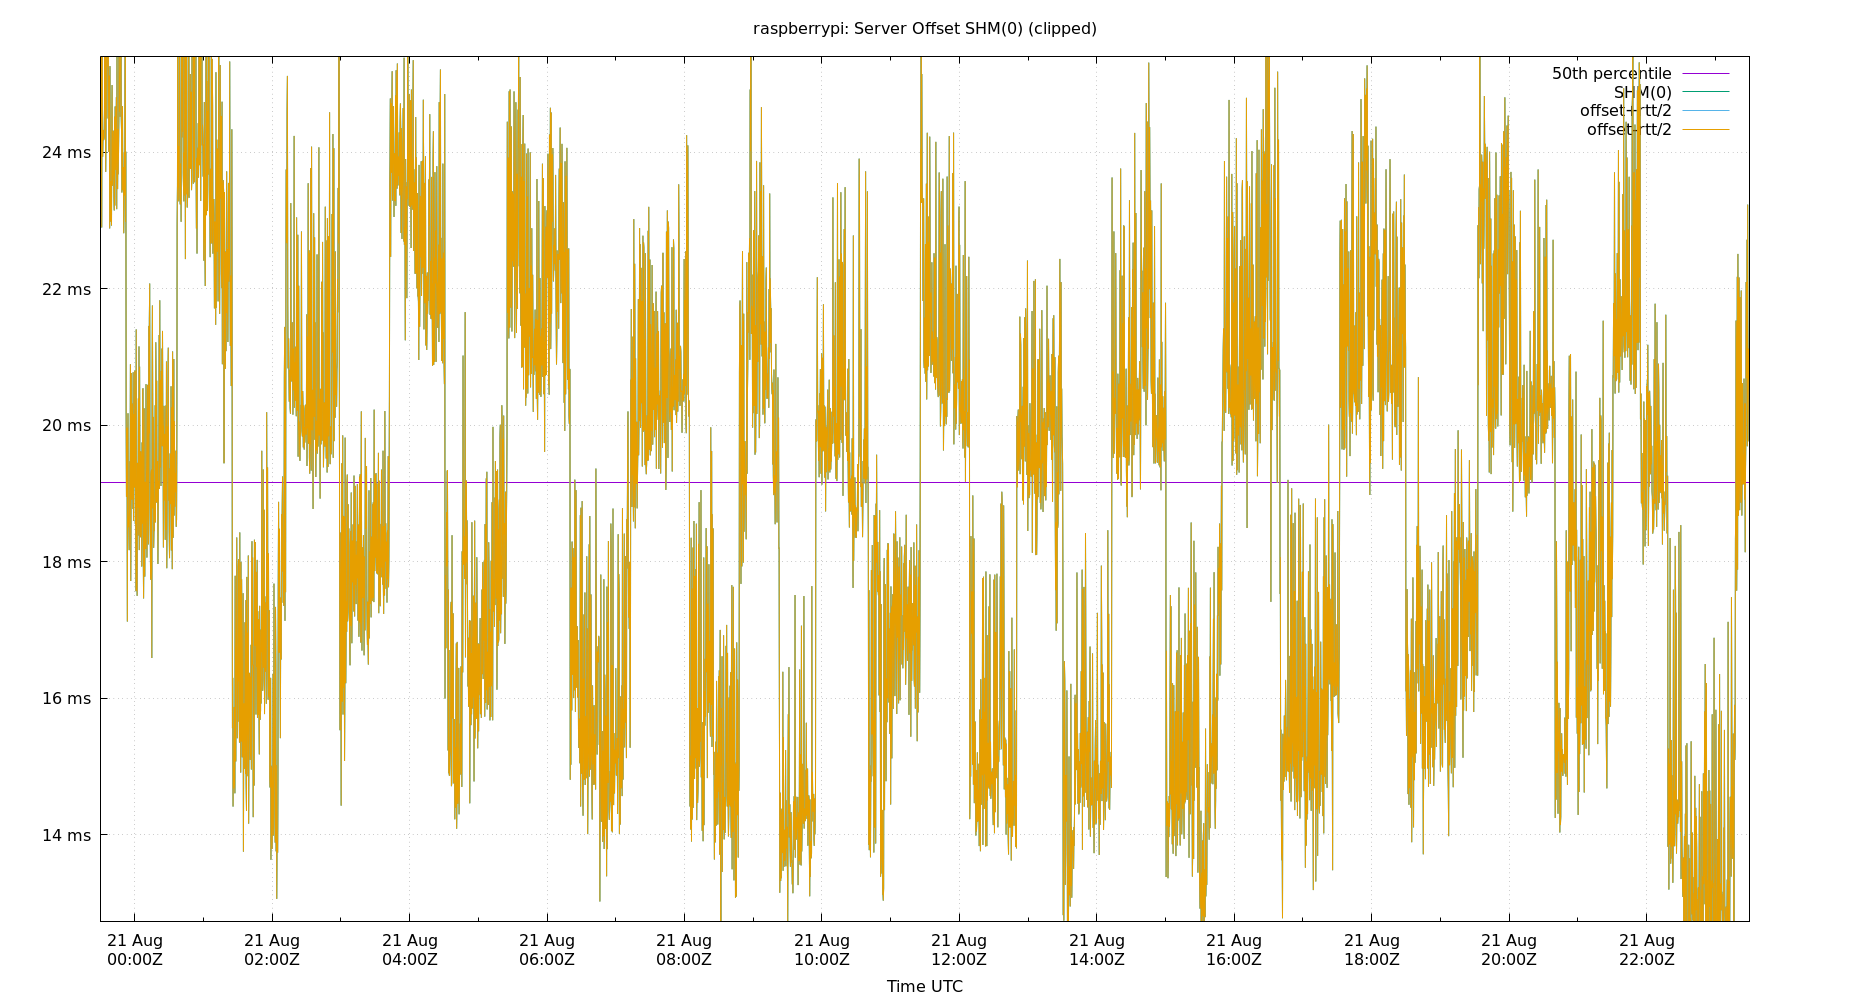 raspberrypi: Server Offset SHM(0) (clipped)
50th percentile
SHM(0)
offset+rtt/2
offset-rtt/2
24 ms
22 ms
20 ms
18 ms
16 ms
14 ms
21 Aug 21 Aug 21 Aug 21 Aug 21 Aug 21 Aug 21 Aug 21 Aug 21 Aug 21 Aug 21 Aug 21 Aug
00:00Z 02:00Z 04:00Z 06:00Z 08:00Z 10:00Z 12:00Z 14:00Z 16:00Z 18:00Z 20:00Z 22:00Z
Time UTC